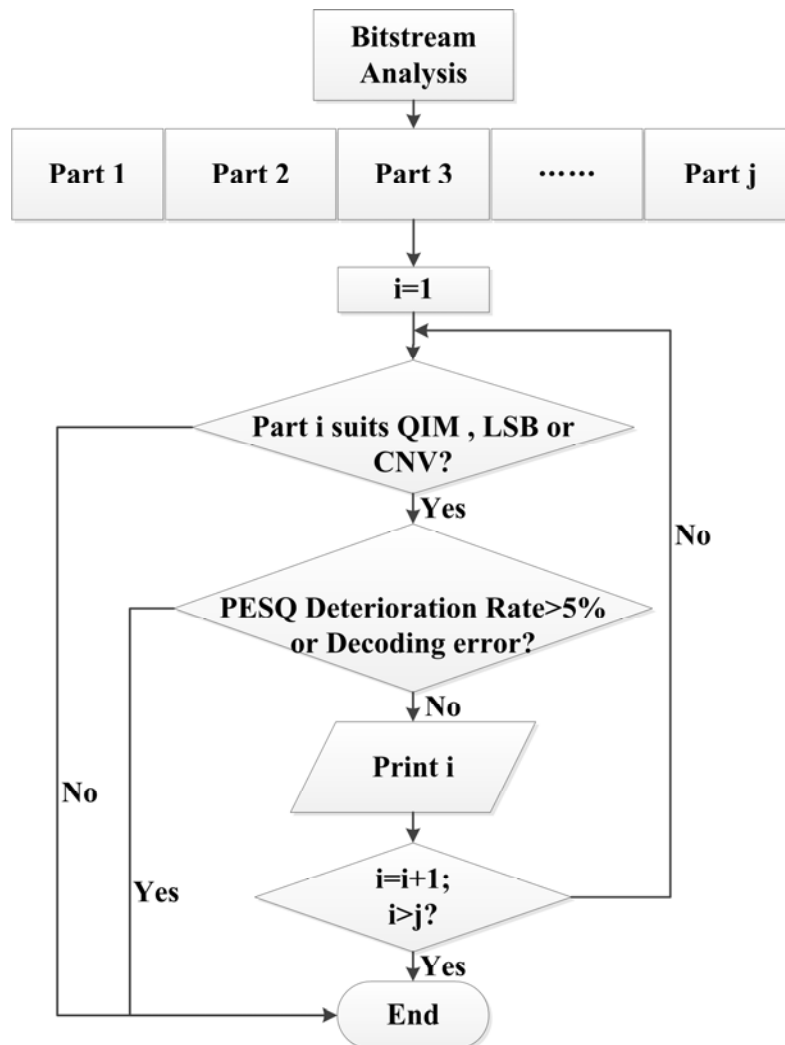 Bitstream
Analysis
Part 1
Part 2
Part 3
……
Part j
i=1
Part i suits QIM , LSB or
CNV?
Yes
No
PESQ Deterioration Rate>5%
or Decoding error?
No
Print i
No
Yes
i=i+1;
i>j?
Yes
End